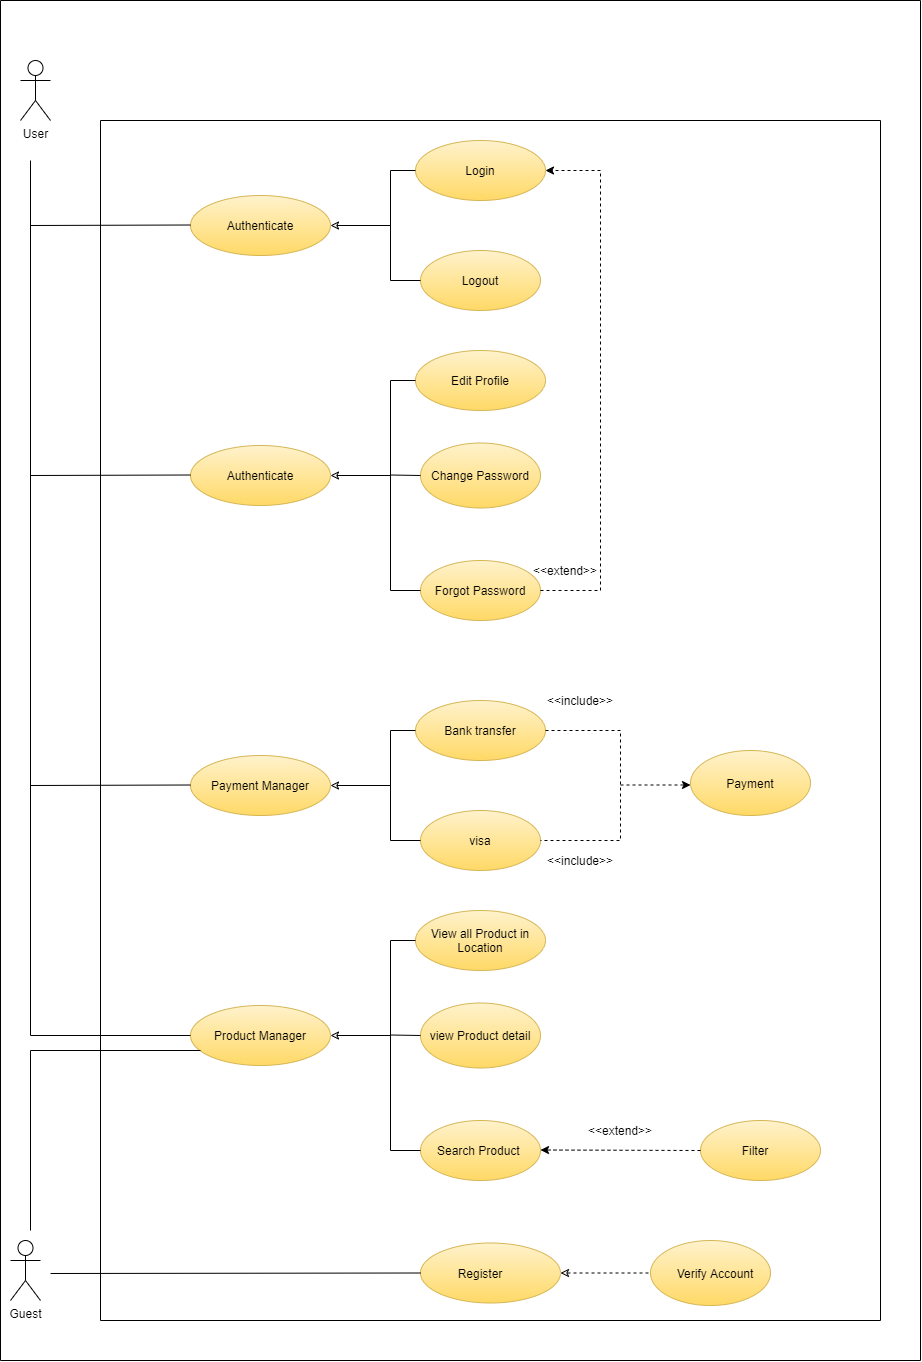 User
Login
Authenticate
Logout
Edit Profile
Authenticate
Change Password
<<extend>>
Forgot Password
<<include>>
Bank transfer
Payment Manager
Payment
visa
<<include>>
View all Product in
Location
Product Manager
view Product detail
<<extend>>
Search Product
Filter
Register
Verify Account
Guest